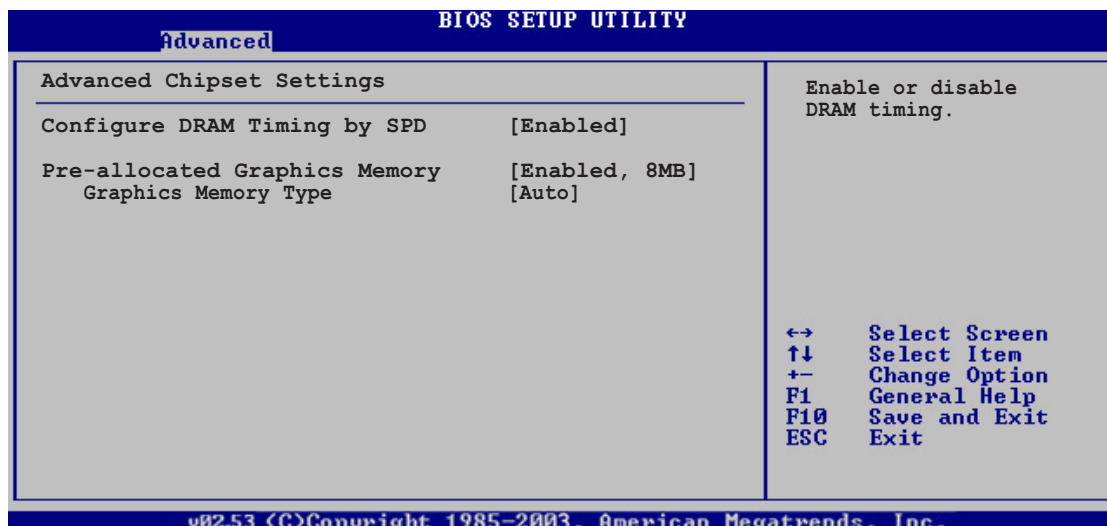 BIOS SETUP UTILITY
Advanced
Advanced Chipset Settings
Configure DRAM Timing by SPD [Enabled]
Pre-allocated Graphics Memory [Enabled, 8MB]
Graphics Memory Type [Auto]
Enable or disable
DRAM timing.
←→ Select Screen
↑↓ Select Item
+- Change Option
F1 General Help
F10 Save and Exit
ESC Exit
v02.53 (C)Copyright 1985-2003, American Megatrends, Inc.